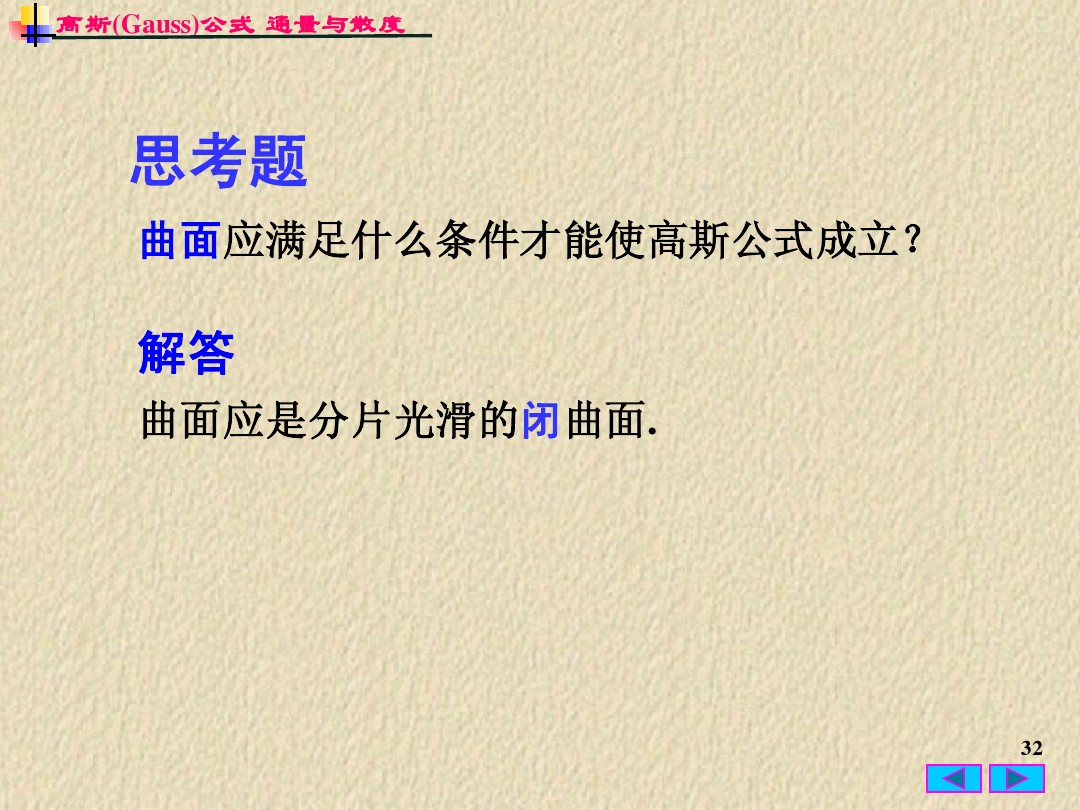 高斯(Gauss)公式 通量与散度
思考题
曲面应满足什么条件才能使高斯公式成立?
解答
曲面应是分片光滑的闭曲面.
32